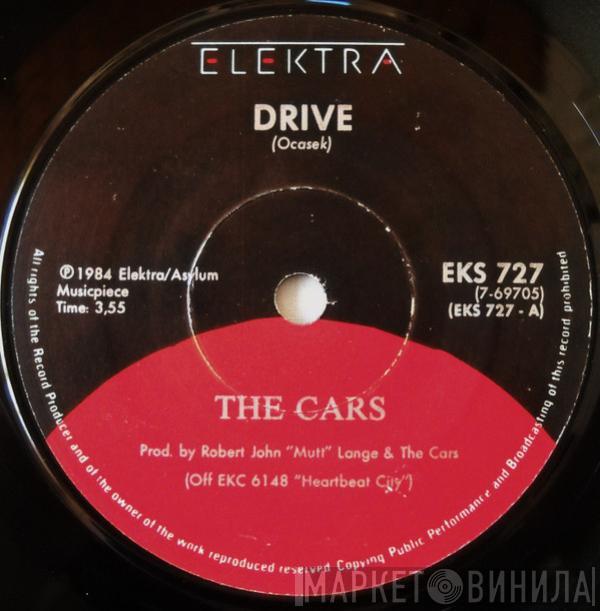 ELEKTRA
DRIVE
(Ocasek)
℗ 1984 Elektra/Asylum
Musicpiece
Time: 3,55
EKS 727
(7-69705)
(EKS 727 - A)
THE CARS
Prod. by Robert John "Mutt" Lange & The Cars
(Off EKC 6148 "Heartbeat City")
All rights of the Record Producer and of the owner of the work reproduced reserved Copying Public Performance and Broadcasting of this record prohibited
МАРКЕТ ВИНИЛА